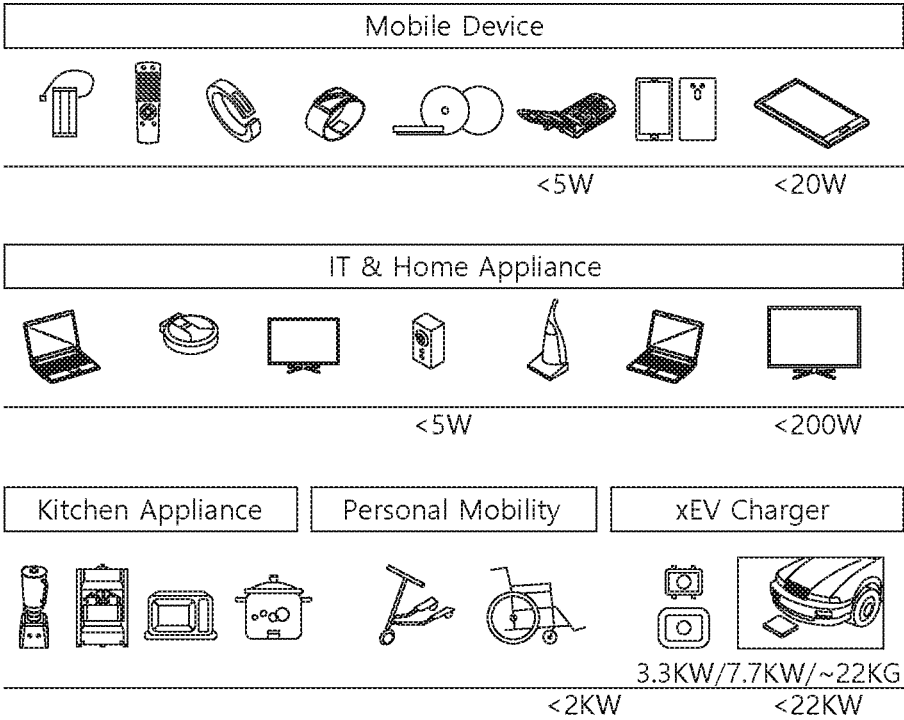 Mobile Device
<5W <20W
IT & Home Appliance
<5W <200W
Kitchen Appliance Personal Mobility xEV Charger
3.3KW/7.7KW/~22KG
<2KW <22KW